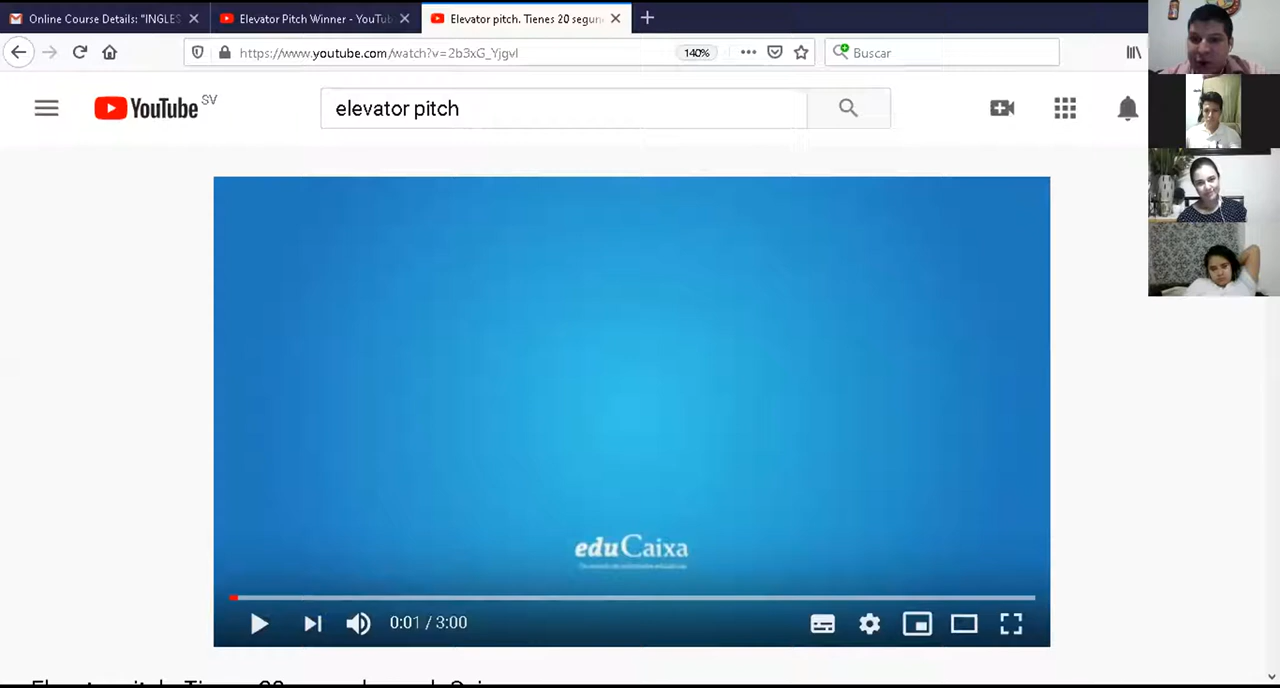 Online Course Details: "INGLES
Elevator Pitch Winner - YouTub
Elevator pitch. Tienes 20 segun
https://www.youtube.com/watch?v=2b3xG_YjgvI
140%
Buscar
YouTube SV
elevator pitch
eduCaixa
0:01 / 3:00